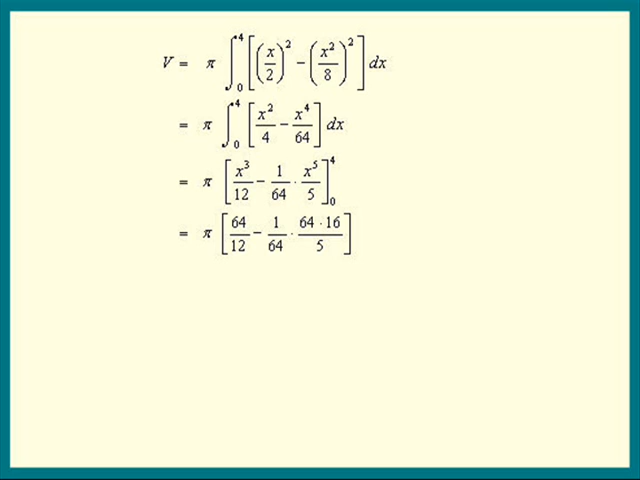 V = π ∫₀⁴ [(x/2)² − (x²/8)²] dx
= π ∫₀⁴ [x²/4 − x⁴/64] dx
= π [x³/12 − 1/64 · x⁵/5]₀⁴
= π [64/12 − 1/64 · 64 · 16/5]